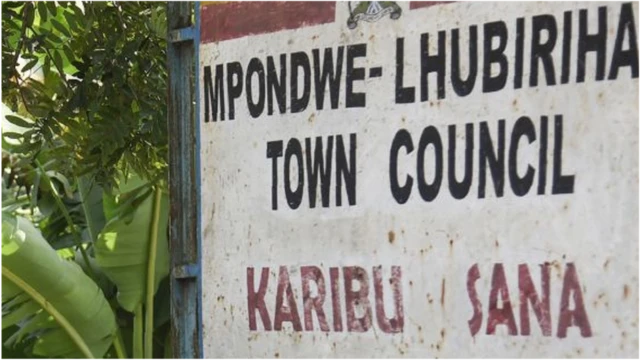 MPONDWE- LHUBIRIHA
TOWN COUNCIL
KARIBU SANA